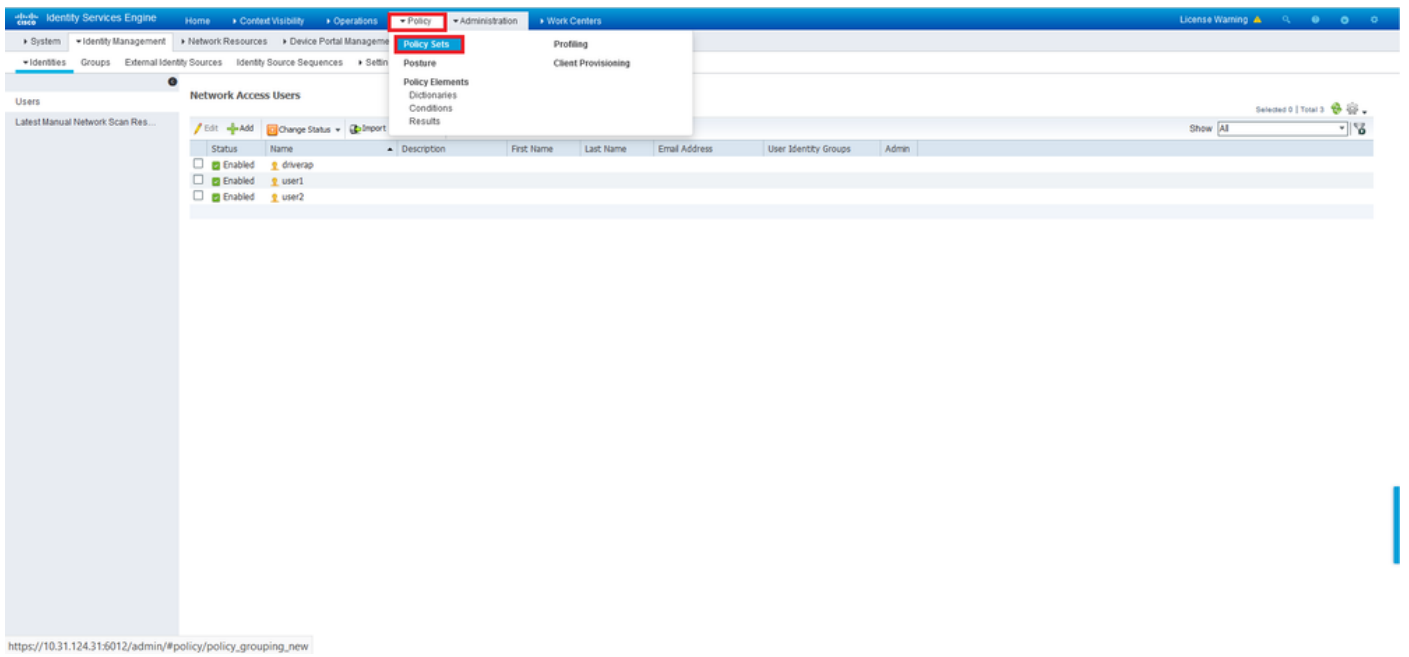 cisco Identity Services Engine Home Context Visibility Operations Policy Administration Work Centers License Warning
System Identity Management Network Resources Device Portal Manageme
Identities Groups External Identity Sources Identity Source Sequences Settin
Policy Sets Profiling
Posture Client Provisioning
Policy Elements
Dictionaries
Conditions
Results
Users
Latest Manual Network Scan Res...
Network Access Users
Selected 0 | Total 3
Edit Add Change Status Import
Show All
Status Name Description First Name Last Name Email Address User Identity Groups Admin
Enabled driverap
Enabled user1
Enabled user2
https://10.31.124.31:6012/admin/#policy/policy_grouping_new